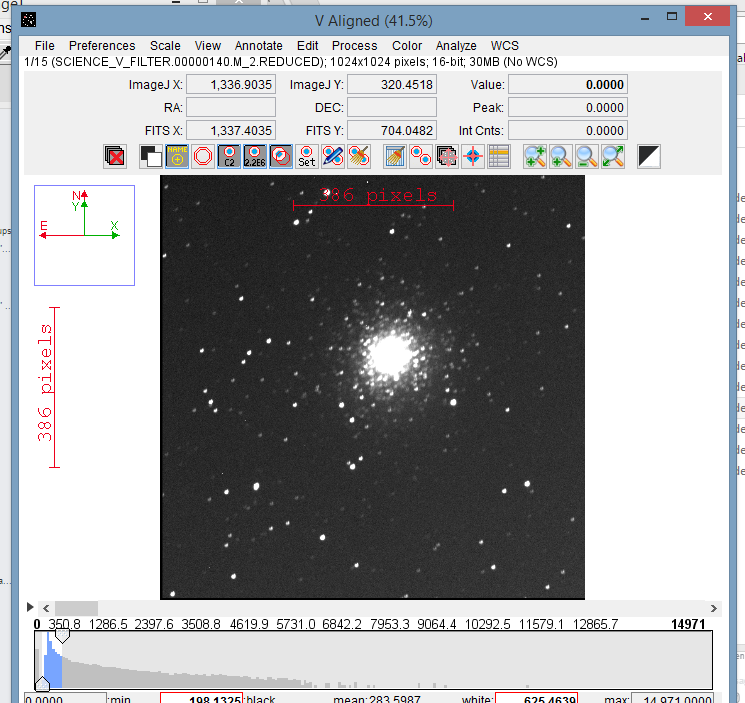 V Aligned (41.5%)
File Preferences Scale View Annotate Edit Process Color Analyze WCS
1/15 (SCIENCE_V_FILTER.00000140.M_2.REDUCED); 1024x1024 pixels; 16-bit; 30MB (No WCS)
ImageJ X: 1,336.9035 ImageJ Y: 320.4518 Value: 0.0000
RA: DEC: Peak: 0.0000
FITS X: 1,337.4035 FITS Y: 704.0482 Int Cnts: 0.0000
NAME C2 2.2E6 Set
386 pixels
N
Y
E X
386 pixels
0 350.8 1286.5 2397.6 3508.8 4619.9 5731.0 6842.2 7953.3 9064.4 10292.5 11579.1 12865.7 14971
0.0000 :min 198.1325 :black mean:283.5987 white: 625.4639 max: 14,971.0000